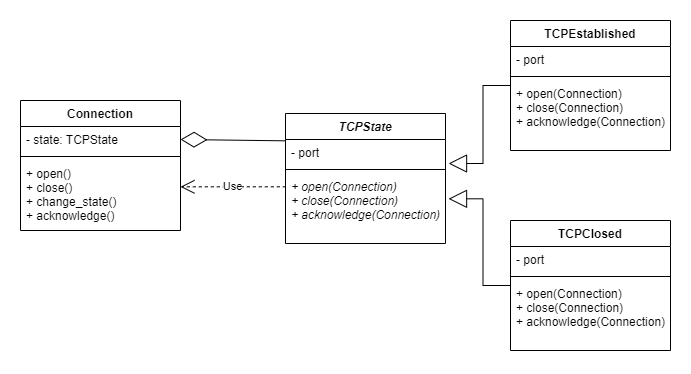 Connection
- state: TCPState
+ open()
+ close()
+ change_state()
+ acknowledge()
Use
TCPState
- port
+ open(Connection)
+ close(Connection)
+ acknowledge(Connection)
TCPEstablished
- port
+ open(Connection)
+ close(Connection)
+ acknowledge(Connection)
TCPClosed
- port
+ open(Connection)
+ close(Connection)
+ acknowledge(Connection)